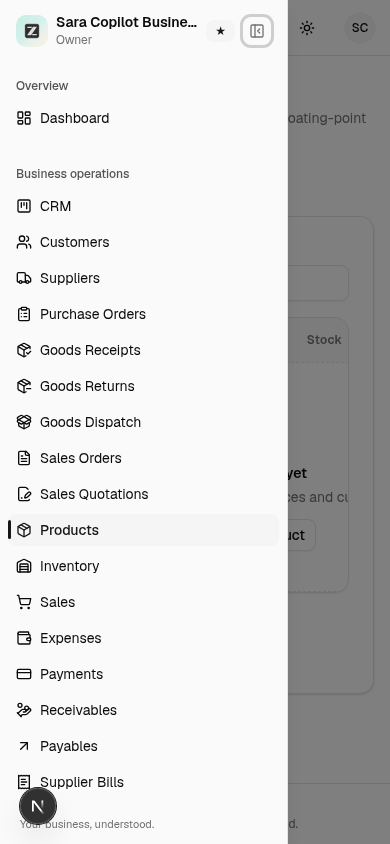 Sara Copilot Busine...
Owner
SC
Overview
Dashboard
oating-point
Business operations
CRM
Customers
Suppliers
Purchase Orders
Stock
Goods Receipts
Goods Returns
Goods Dispatch
Sales Orders
yet
Sales Quotations
ces and cu
Products
uct
Inventory
Sales
Expenses
Payments
Receivables
Payables
Supplier Bills
N
Your business, understood.
d.